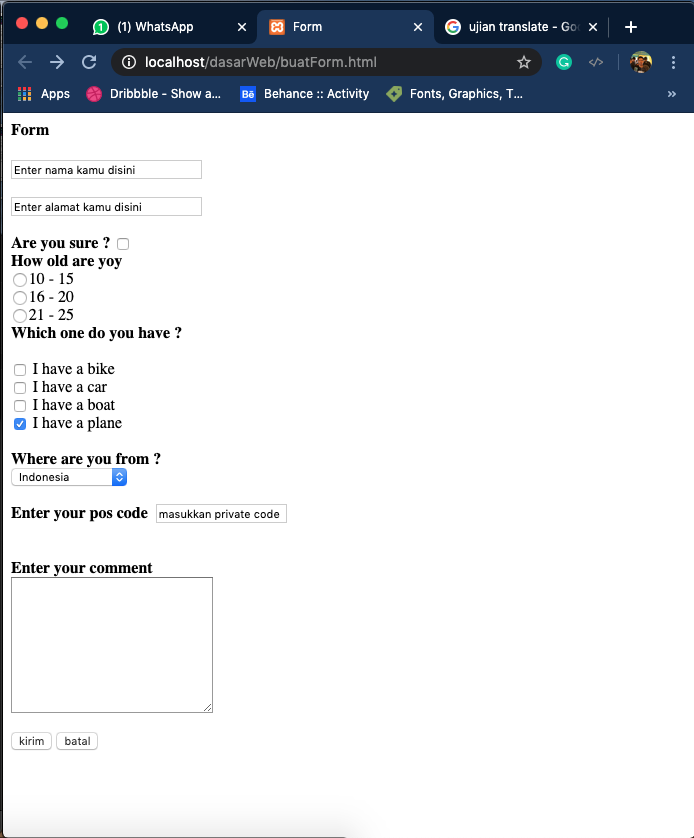 (1) WhatsApp
Form
ujian translate - Go
localhost/dasarWeb/buatForm.html
Apps
Dribbble - Show a...
Bē
Behance :: Activity
Fonts, Graphics, T...
»
Form
Enter nama kamu disini
Enter alamat kamu disini
Are you sure ?
How old are yoy
10 - 15
16 - 20
21 - 25
Which one do you have ?
I have a bike
I have a car
I have a boat
I have a plane
Where are you from ?
Indonesia
Enter your pos code masukkan private code
Enter your comment
kirim batal